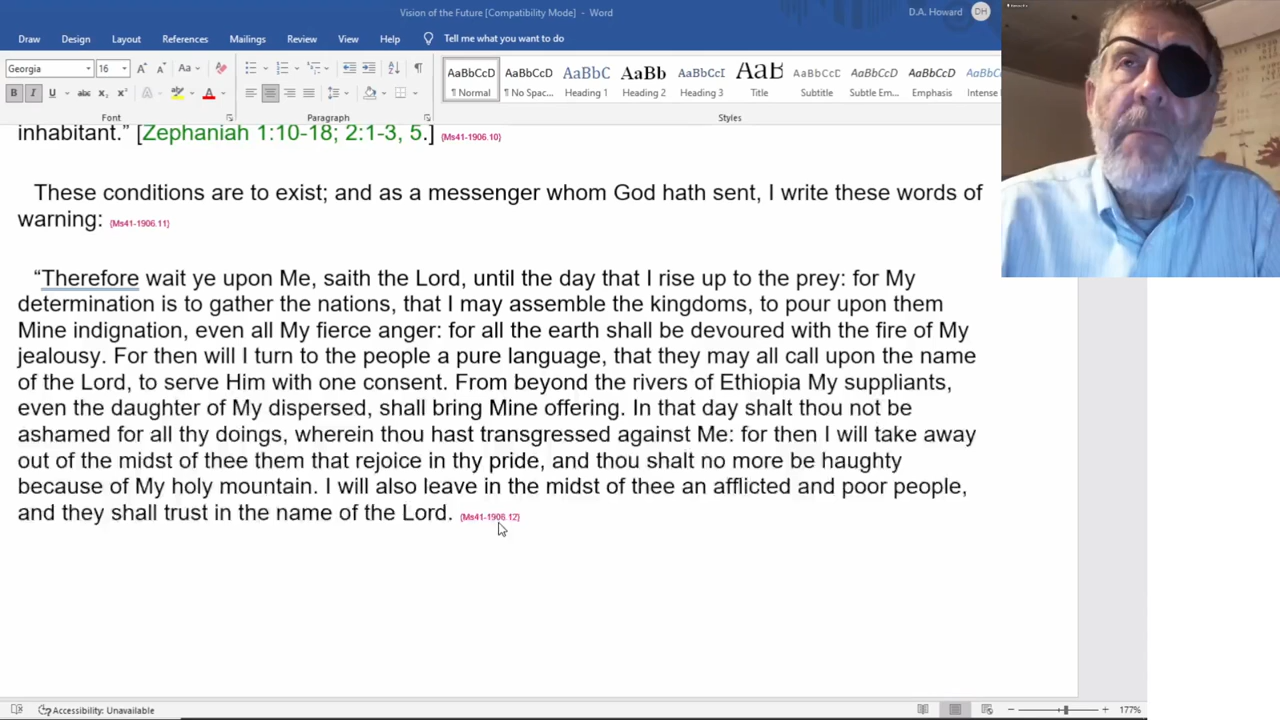 Vision of the Future [Compatibility Mode] - Word
D.A. Howard
DH
Draw Design Layout References Mailings Review View Help Tell me what you want to do
Georgia 16 Aa
B I U abc x₂ x² A A
Font Paragraph Styles
AaBbCcD AaBbCcD AaBbC AaBb AaBbCcI AaB AaBbCcD AaBbCcD AaBbCcD AaBbCc
¶ Normal ¶ No Spac... Heading 1 Heading 2 Heading 3 Title Subtitle Subtle Em... Emphasis Intense
inhabitant.” [Zephaniah 1:10-18; 2:1-3, 5.] {Ms41-1906.10}
These conditions are to exist; and as a messenger whom God hath sent, I write these words of
warning: {Ms41-1906.11}
“Therefore wait ye upon Me, saith the Lord, until the day that I rise up to the prey: for My
determination is to gather the nations, that I may assemble the kingdoms, to pour upon them
Mine indignation, even all My fierce anger: for all the earth shall be devoured with the fire of My
jealousy. For then will I turn to the people a pure language, that they may all call upon the name
of the Lord, to serve Him with one consent. From beyond the rivers of Ethiopia My suppliants,
even the daughter of My dispersed, shall bring Mine offering. In that day shalt thou not be
ashamed for all thy doings, wherein thou hast transgressed against Me: for then I will take away
out of the midst of thee them that rejoice in thy pride, and thou shalt no more be haughty
because of My holy mountain. I will also leave in the midst of thee an afflicted and poor people,
and they shall trust in the name of the Lord. {Ms41-1906.12}
Accessibility: Unavailable
177%